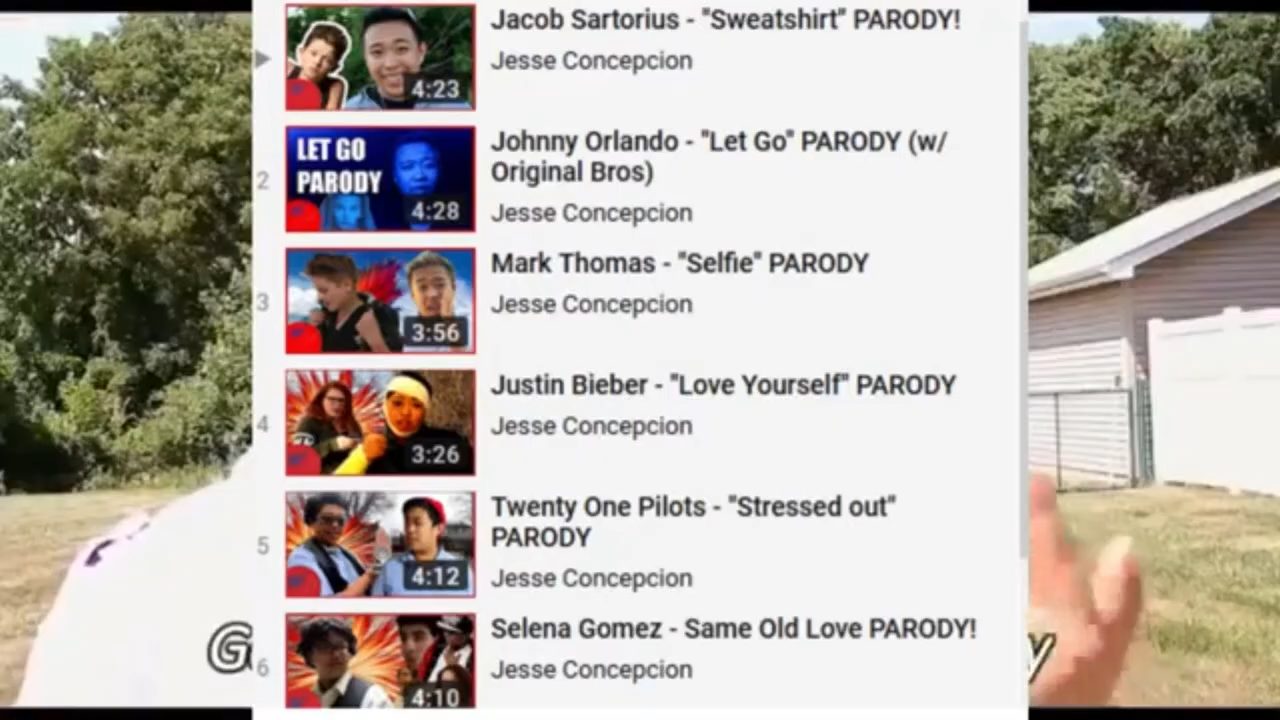 Jacob Sartorius - "Sweatshirt" PARODY!
Jesse Concepcion
4:23
2
LET GO
PARODY
4:28
Johnny Orlando - "Let Go" PARODY (w/
Original Bros)
Jesse Concepcion
3
3:56
Mark Thomas - "Selfie" PARODY
Jesse Concepcion
4
3:26
Justin Bieber - "Love Yourself" PARODY
Jesse Concepcion
5
4:12
Twenty One Pilots - "Stressed out"
PARODY
Jesse Concepcion
6
4:10
Selena Gomez - Same Old Love PARODY!
Jesse Concepcion